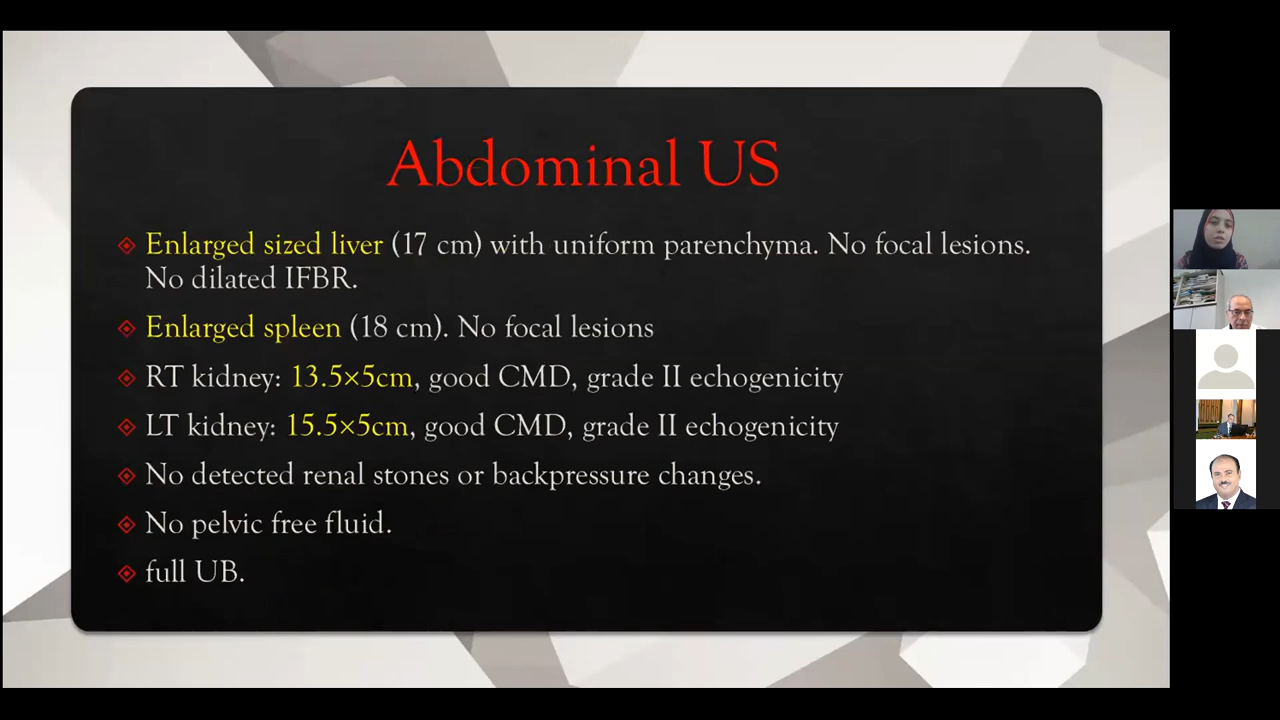 Abdominal US
Enlarged sized liver (17 cm) with uniform parenchyma. No focal lesions.
No dilated IFBR.
Enlarged spleen (18 cm). No focal lesions
RT kidney: 13.5×5cm, good CMD, grade II echogenicity
LT kidney: 15.5×5cm, good CMD, grade II echogenicity
No detected renal stones or backpressure changes.
No pelvic free fluid.
full UB.